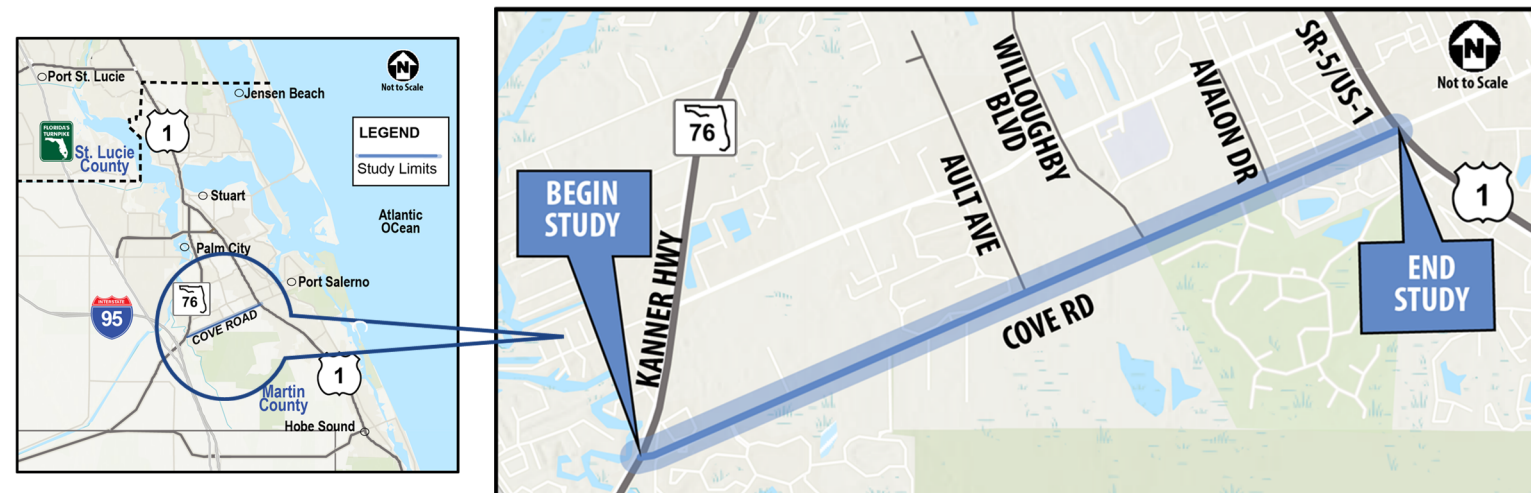 Port St. Lucie
Jensen Beach
N
Not to Scale
FLORIDA'S
TURNPIKE
St. Lucie
County
1
LEGEND
Study Limits
Stuart
Atlantic
OCean
Palm City
Port Salerno
76
INTERSTATE
95
COVE ROAD
1
Martin
County
Hobe Sound
76
WILLOUGHBY
BLVD
AVALON DR
SR-5/US-1
N
Not to Scale
BEGIN
STUDY
AULT AVE
1
KANNER HWY
COVE RD
END
STUDY